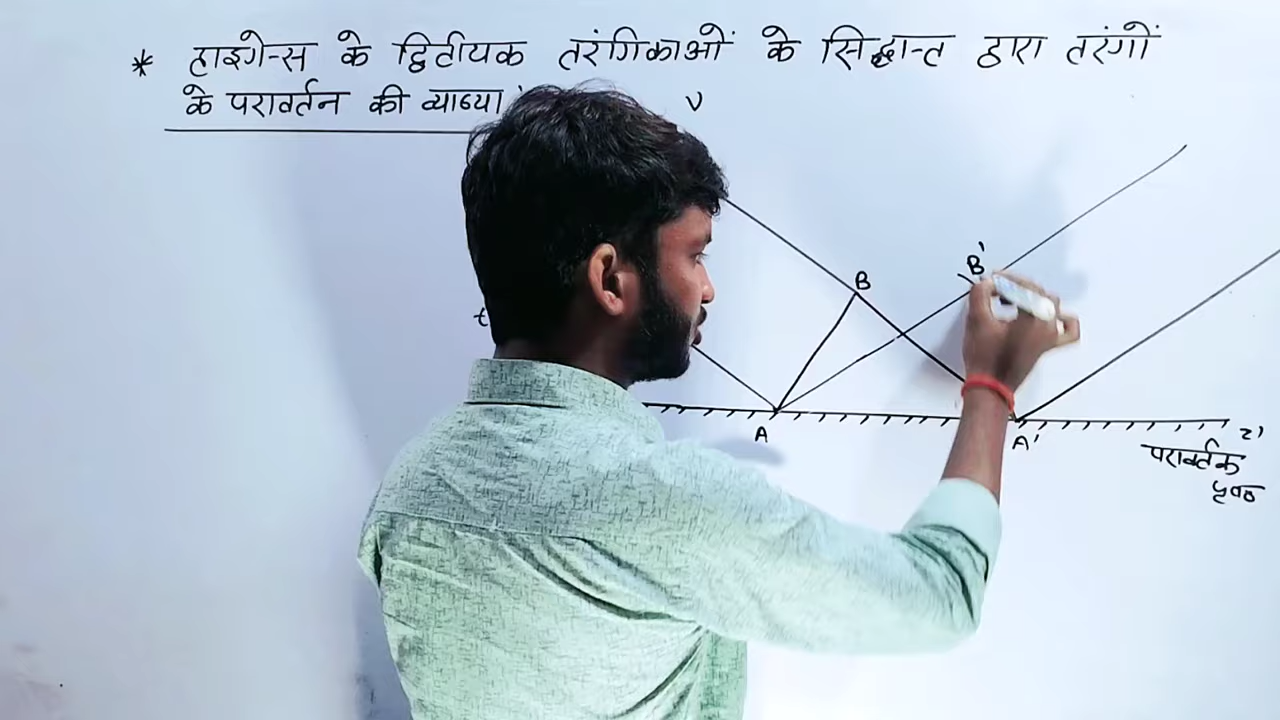 * हाइगेन्स के द्वितीयक तरंगिकाओं के सिद्धान्त द्वारा तरंगों
के परावर्तन की व्याख्या
ν
B
B'
t
A
A'
z'
परावर्तक
पृष्ठ